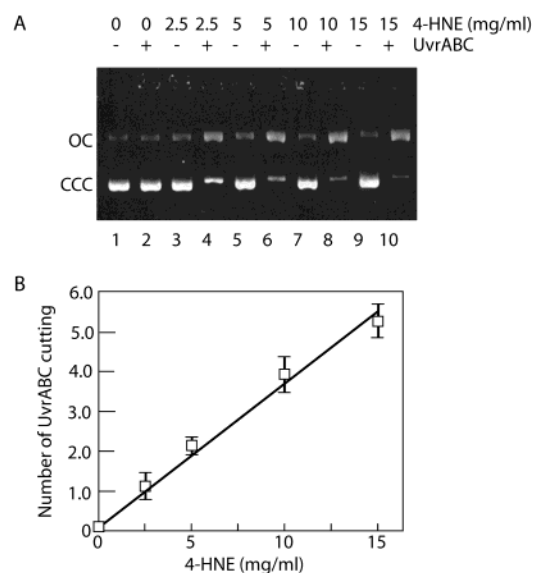 A
0 0 2.5 2.5 5 5 10 10 15 15 4-HNE (mg/ml)
- + - + - + - + - + UvrABC
OC
CCC
1 2 3 4 5 6 7 8 9 10
B
Number of UvrABC cutting
6.0
5.0
4.0
3.0
2.0
1.0
0
0 5 10 15
4-HNE (mg/ml)